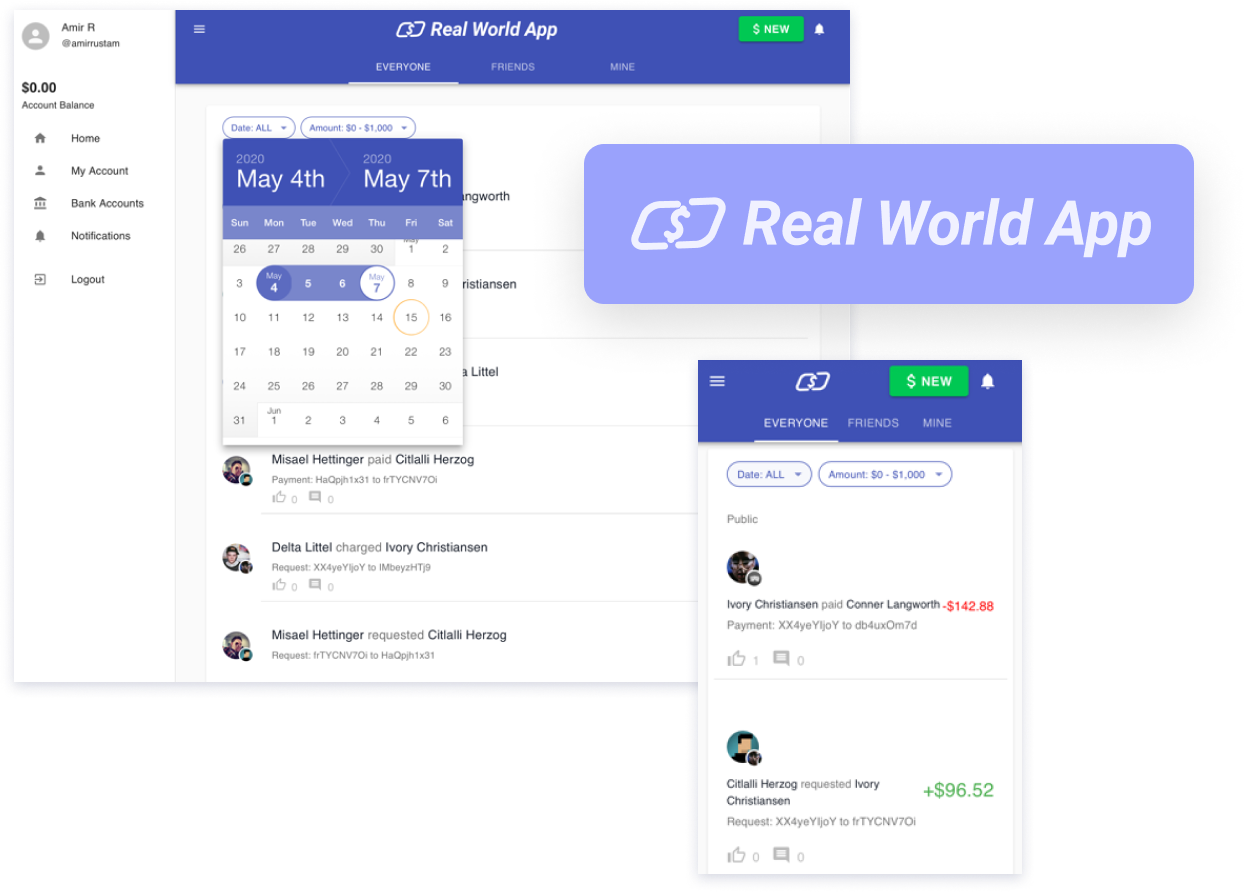 Amir R
@amirrustam
$0.00
Account Balance
Home
My Account
Bank Accounts
Notifications
Logout
Real World App
$ NEW
EVERYONE FRIENDS MINE
Date: ALL Amount: $0 - $1,000
2020 2020
May 4th May 7th
Sun Mon Tue Wed Thu Fri Sat
May
26 27 28 29 30 1 2
May May
3 4 5 6 7 8 9
10 11 12 13 14 15 16
17 18 19 20 21 22 23
24 25 26 27 28 29 30
Jun
31 1 2 3 4 5 6
angworth
ristiansen
a Littel
Misael Hettinger paid Citlalli Herzog
Payment: HaQpjh1x31 to frTYCNV7Oi
0 0
Delta Littel charged Ivory Christiansen
Request: XX4yeYIjoY to IMbeyzHTj9
0 0
Misael Hettinger requested Citlalli Herzog
Request: frTYCNV7Oi to HaQpjh1x31
Real World App
$ NEW
EVERYONE FRIENDS MINE
Date: ALL Amount: $0 - $1,000
Public
Ivory Christiansen paid Conner Langworth -$142.88
Payment: XX4yeYIjoY to db4uxOm7d
1 0
Citlalli Herzog requested Ivory
Christiansen
+$96.52
Request: XX4yeYIjoY to frTYCNV7Oi
0 0